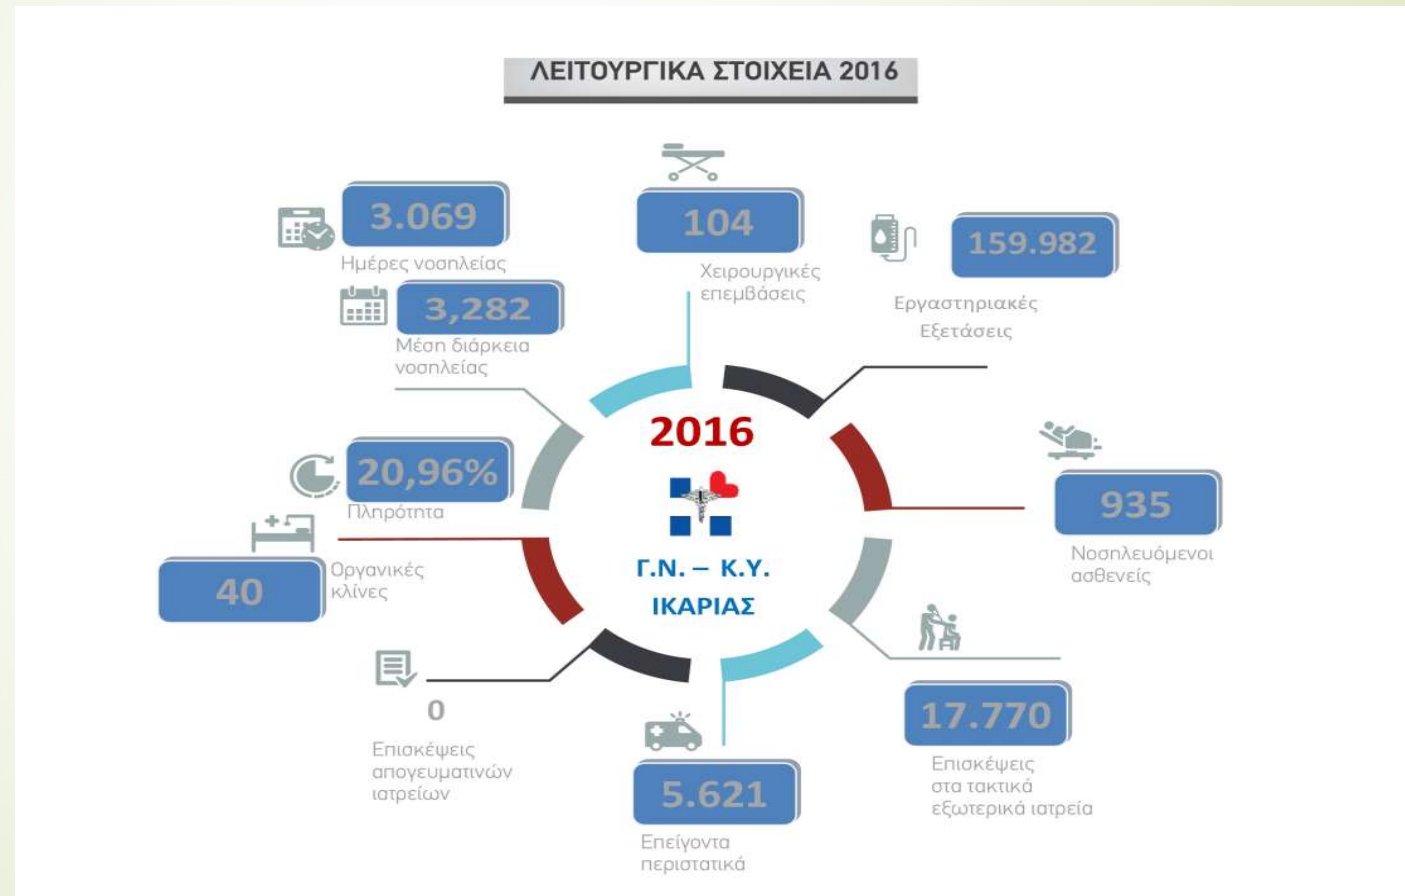 ΛΕΙΤΟΥΡΓΙΚΑ ΣΤΟΙΧΕΙΑ 2016
3.069
Ημέρες νοσηλείας
3,282
Μέση διάρκεια
νοσηλείας
104
Χειρουργικές
επεμβάσεις
159.982
Εργαστηριακές
Εξετάσεις
20,96%
Πληρότητα
2016
Γ.Ν. – Κ.Υ.
ΙΚΑΡΙΑΣ
935
Νοσηλευόμενοι
ασθενείς
40
Οργανικές
κλίνες
0
Επισκέψεις
απογευματινών
ιατρείων
5.621
Επείγοντα
περιστατικά
17.770
Επισκέψεις
στα τακτικά
εξωτερικά ιατρεία